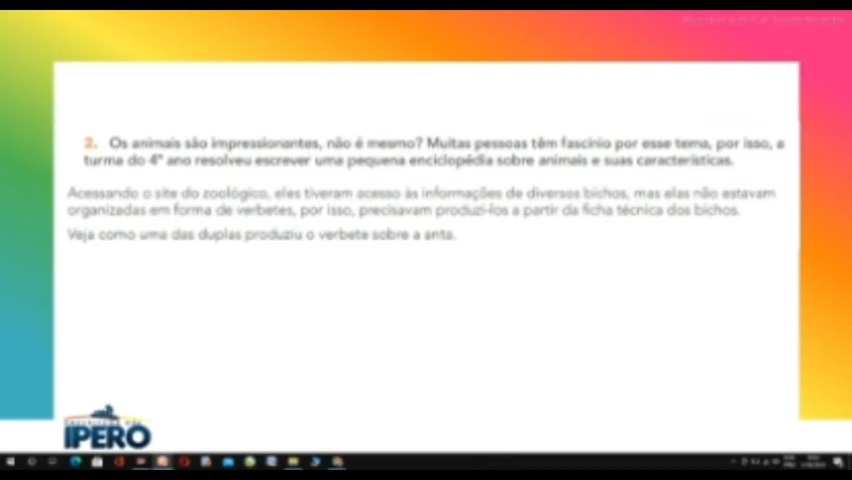 2. Os animais são impressionantes, não é mesmo? Muitas pessoas têm fascínio por esse tema, por isso, a
turma do 4º ano resolveu escrever uma pequena enciclopédia sobre animais e suas características.
Acessando o site do zoológico, eles tiveram acesso às informações de diversos bichos, mas elas não estavam
organizadas em forma de verbetes, por isso, precisavam produzi-los a partir da ficha técnica dos bichos.
Veja como uma das duplas produziu o verbete sobre a anta.
IPERÓ